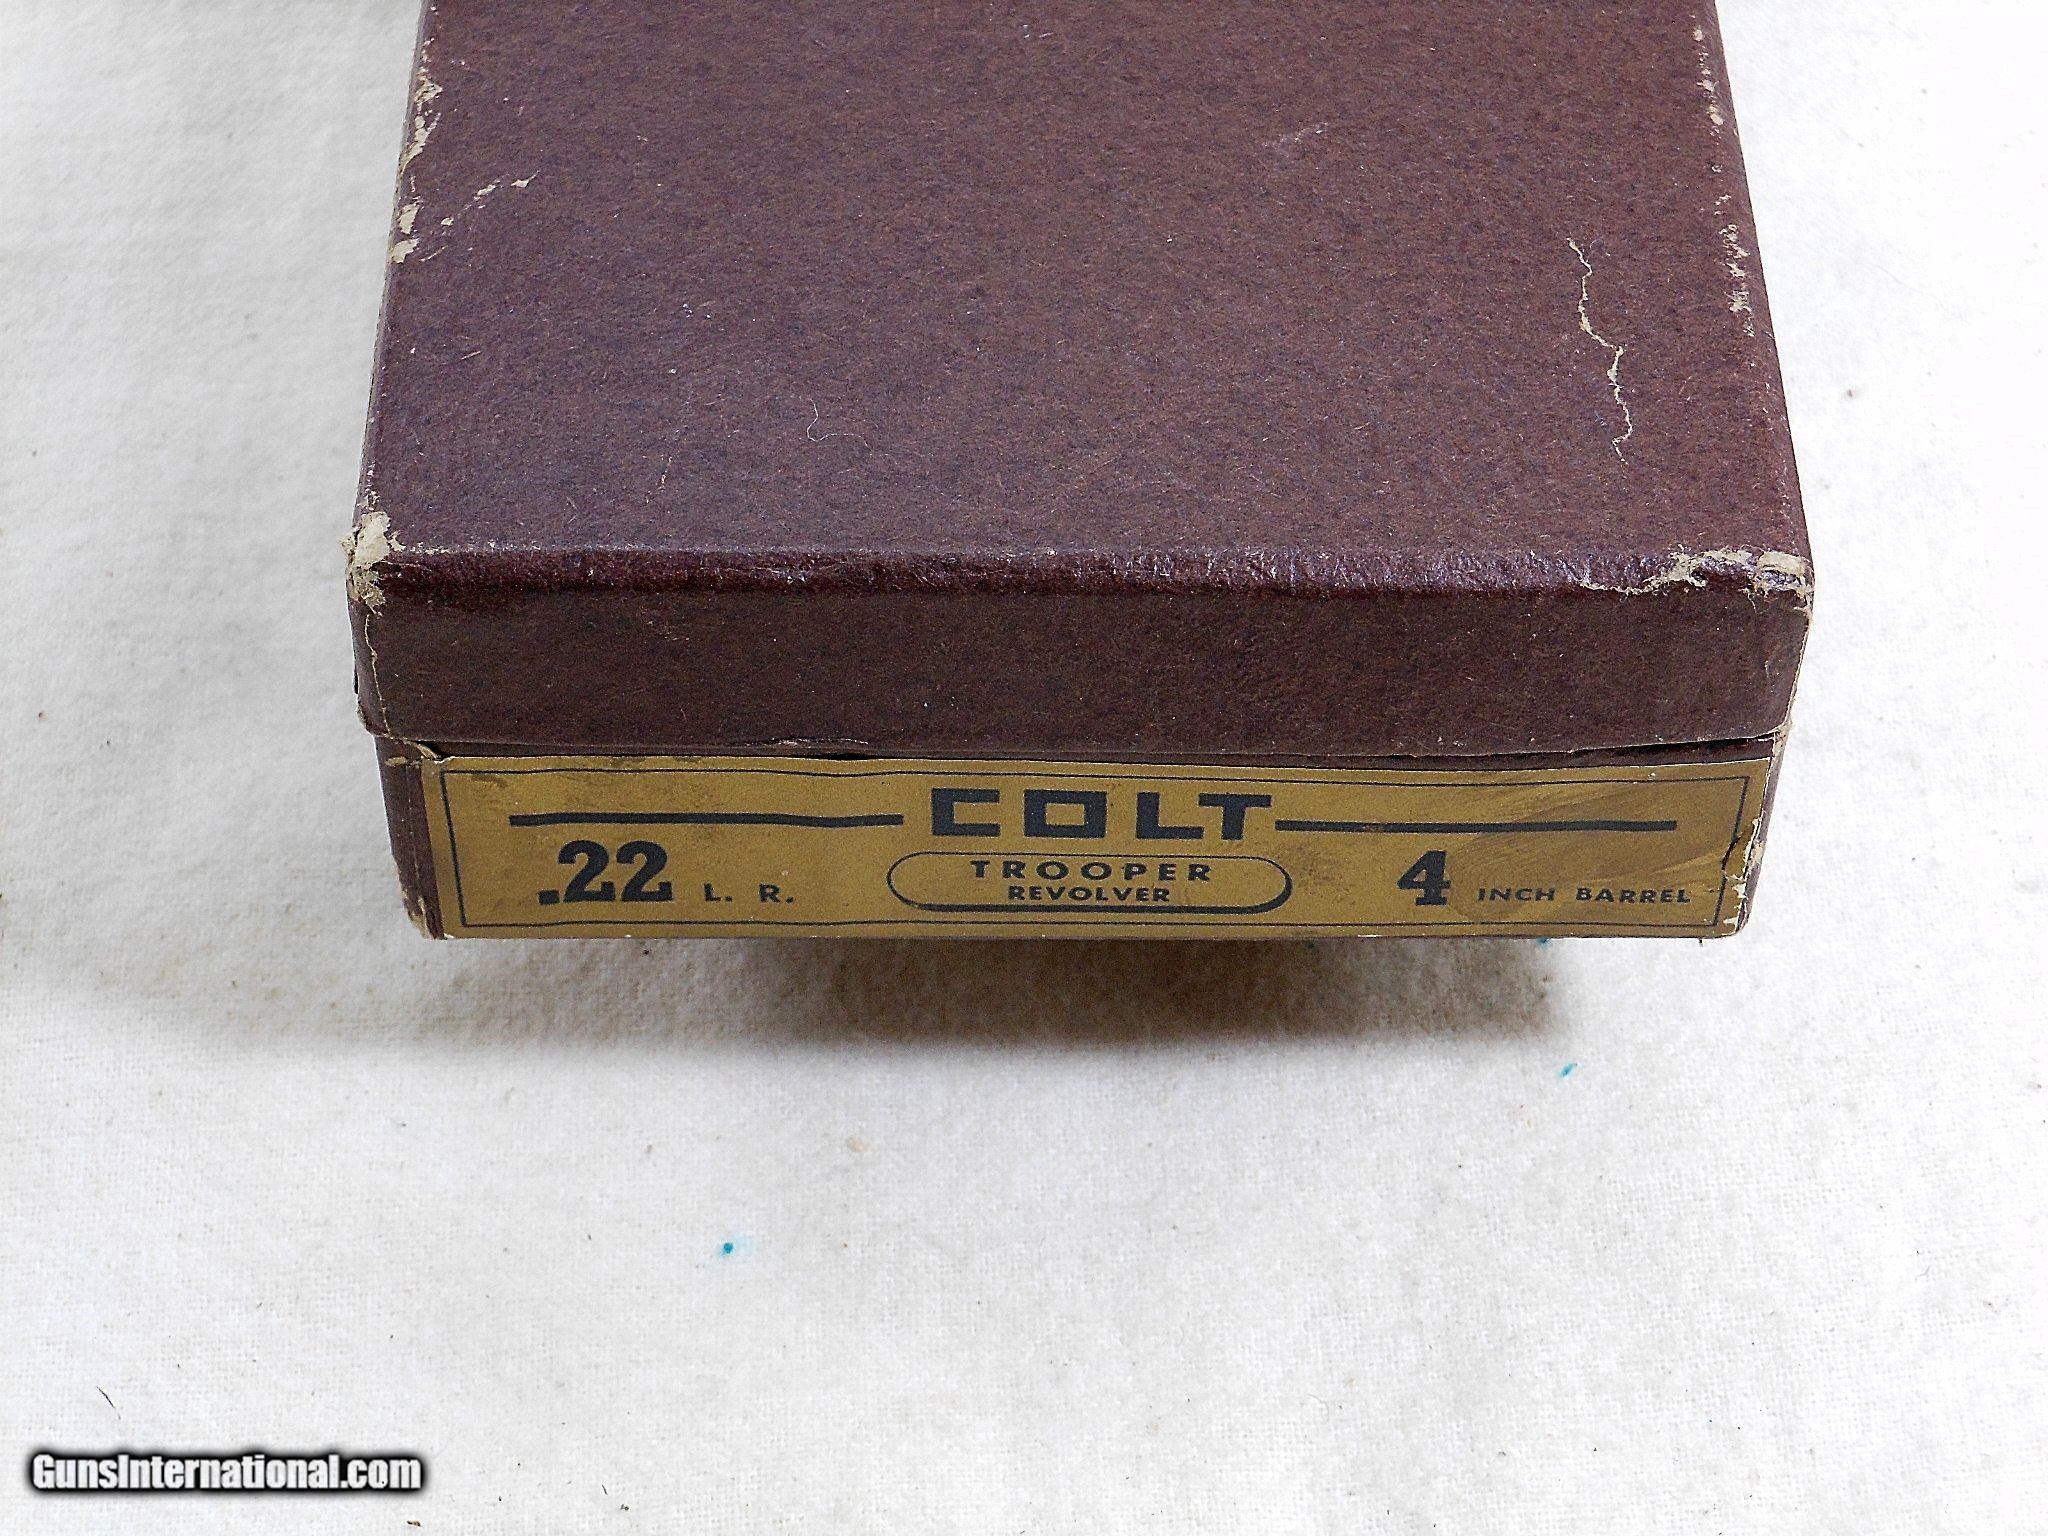 COLT
.22 L. R.
TROOPER
REVOLVER
4 INCH BARREL
GunsInternational.com